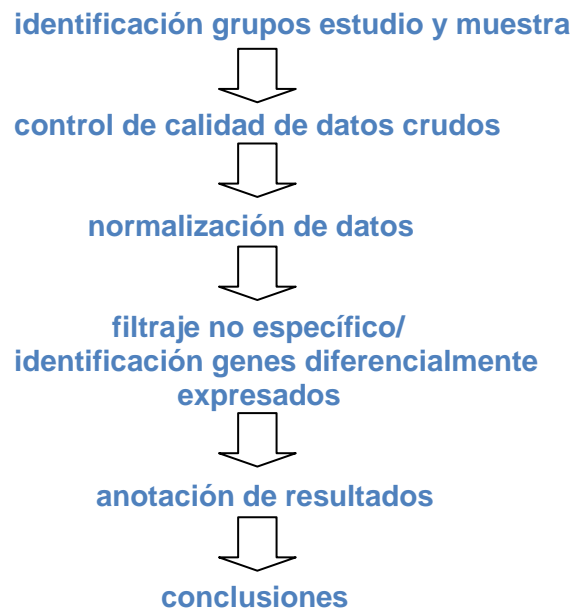 identificación grupos estudio y muestra
control de calidad de datos crudos
normalización de datos
filtraje no específico/
identificación genes diferencialmente
expresados
anotación de resultados
conclusiones